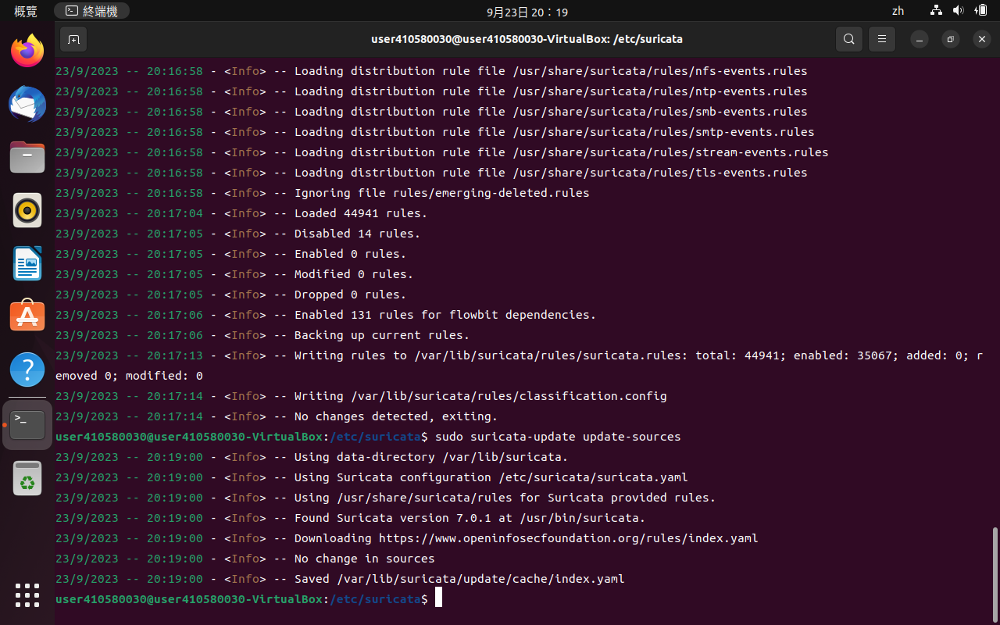 概覽
終端機
9月23日 20：19
zh
user410580030@user410580030-VirtualBox: /etc/suricata
23/9/2023 -- 20:16:58 - <Info> -- Loading distribution rule file /usr/share/suricata/rules/nfs-events.rules
23/9/2023 -- 20:16:58 - <Info> -- Loading distribution rule file /usr/share/suricata/rules/ntp-events.rules
23/9/2023 -- 20:16:58 - <Info> -- Loading distribution rule file /usr/share/suricata/rules/smb-events.rules
23/9/2023 -- 20:16:58 - <Info> -- Loading distribution rule file /usr/share/suricata/rules/smtp-events.rules
23/9/2023 -- 20:16:58 - <Info> -- Loading distribution rule file /usr/share/suricata/rules/stream-events.rules
23/9/2023 -- 20:16:58 - <Info> -- Loading distribution rule file /usr/share/suricata/rules/tls-events.rules
23/9/2023 -- 20:16:58 - <Info> -- Ignoring file rules/emerging-deleted.rules
23/9/2023 -- 20:17:04 - <Info> -- Loaded 44941 rules.
23/9/2023 -- 20:17:05 - <Info> -- Disabled 14 rules.
23/9/2023 -- 20:17:05 - <Info> -- Enabled 0 rules.
23/9/2023 -- 20:17:05 - <Info> -- Modified 0 rules.
23/9/2023 -- 20:17:05 - <Info> -- Dropped 0 rules.
23/9/2023 -- 20:17:06 - <Info> -- Enabled 131 rules for flowbit dependencies.
23/9/2023 -- 20:17:06 - <Info> -- Backing up current rules.
23/9/2023 -- 20:17:13 - <Info> -- Writing rules to /var/lib/suricata/rules/suricata.rules: total: 44941; enabled: 35067; added: 0; r
emoved 0; modified: 0
23/9/2023 -- 20:17:14 - <Info> -- Writing /var/lib/suricata/rules/classification.config
23/9/2023 -- 20:17:14 - <Info> -- No changes detected, exiting.
user410580030@user410580030-VirtualBox:/etc/suricata$ sudo suricata-update update-sources
23/9/2023 -- 20:19:00 - <Info> -- Using data-directory /var/lib/suricata.
23/9/2023 -- 20:19:00 - <Info> -- Using Suricata configuration /etc/suricata/suricata.yaml
23/9/2023 -- 20:19:00 - <Info> -- Using /usr/share/suricata/rules for Suricata provided rules.
23/9/2023 -- 20:19:00 - <Info> -- Found Suricata version 7.0.1 at /usr/bin/suricata.
23/9/2023 -- 20:19:00 - <Info> -- Downloading https://www.openinfosecfoundation.org/rules/index.yaml
23/9/2023 -- 20:19:00 - <Info> -- No change in sources
23/9/2023 -- 20:19:00 - <Info> -- Saved /var/lib/suricata/update/cache/index.yaml
user410580030@user410580030-VirtualBox:/etc/suricata$